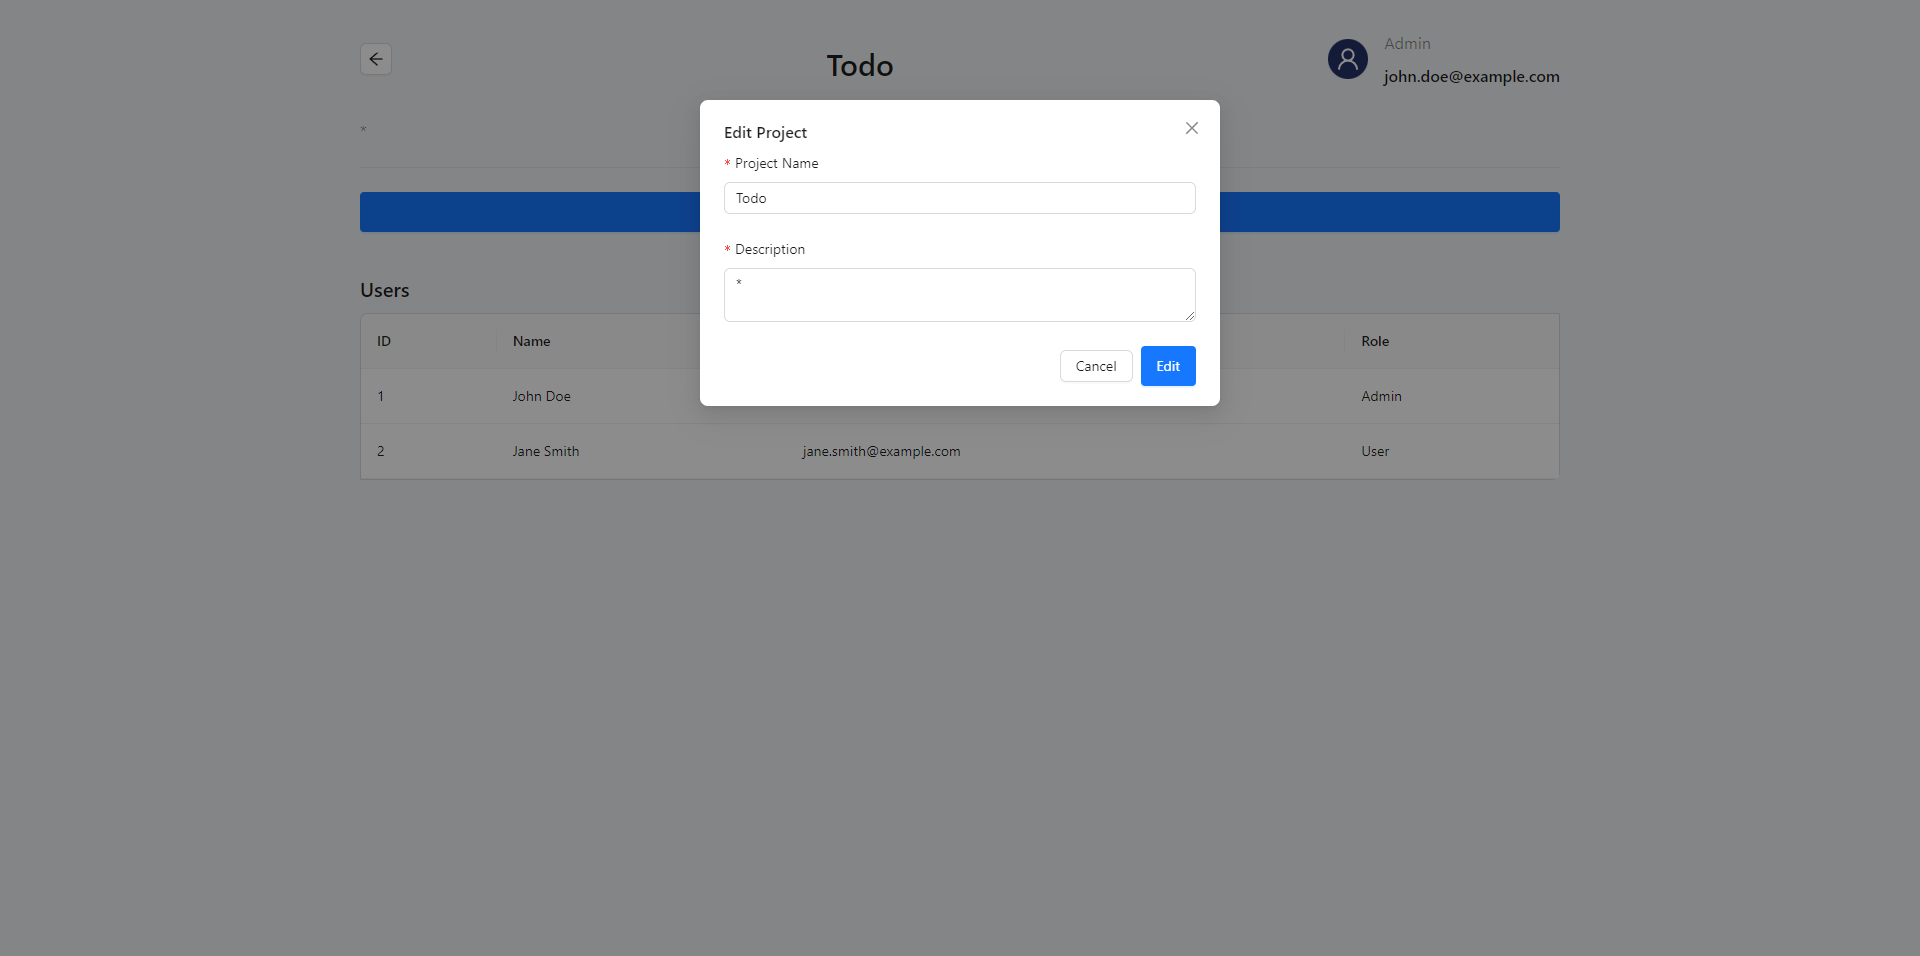 Todo
Admin
john.doe@example.com
*
Edit Project
* Project Name
Todo
* Description
*
Cancel
Edit
Users
ID
Name
Role
1
John Doe
Admin
2
Jane Smith
jane.smith@example.com
User